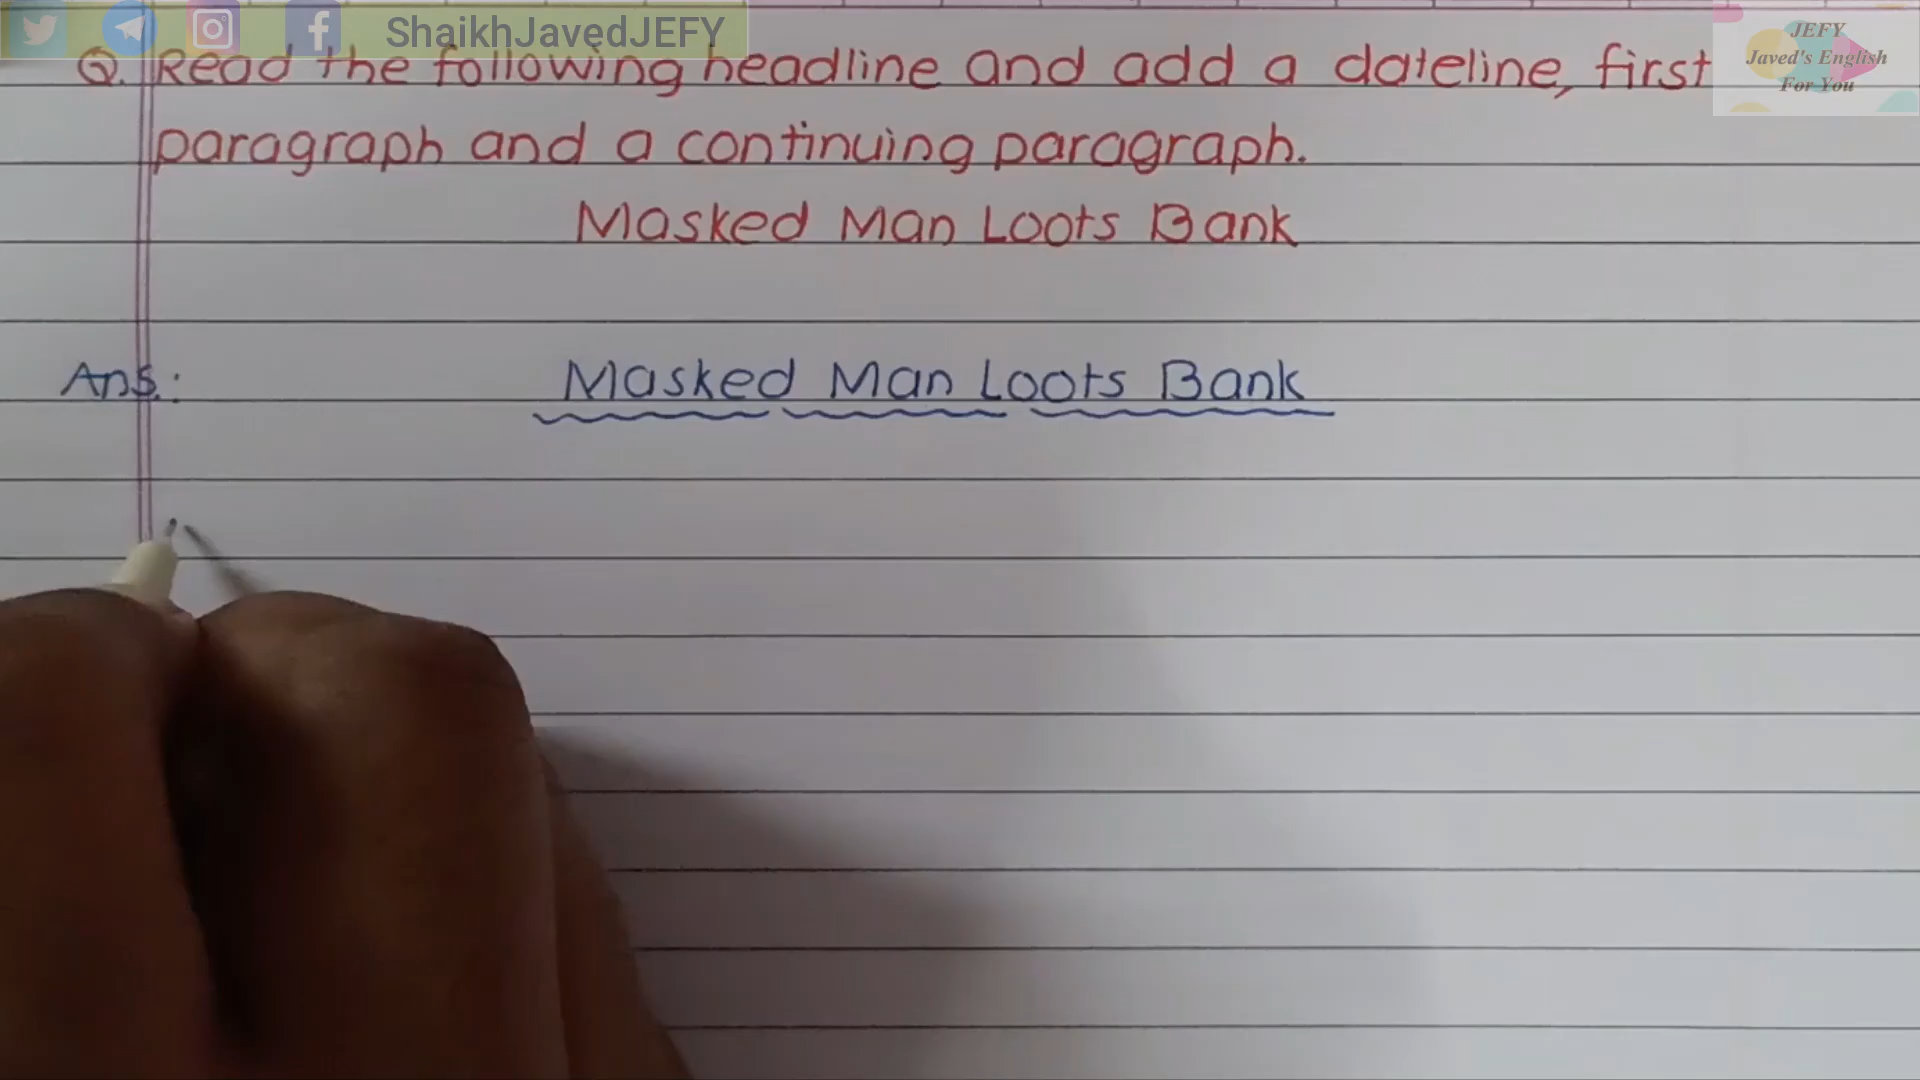 ShaikhJavedJEFY
JEFY
Javed's English
For You
Q. Read the following headline and add a dateline, first
paragraph and a continuing paragraph.
Masked Man Loots Bank
Ans.: Masked Man Loots Bank